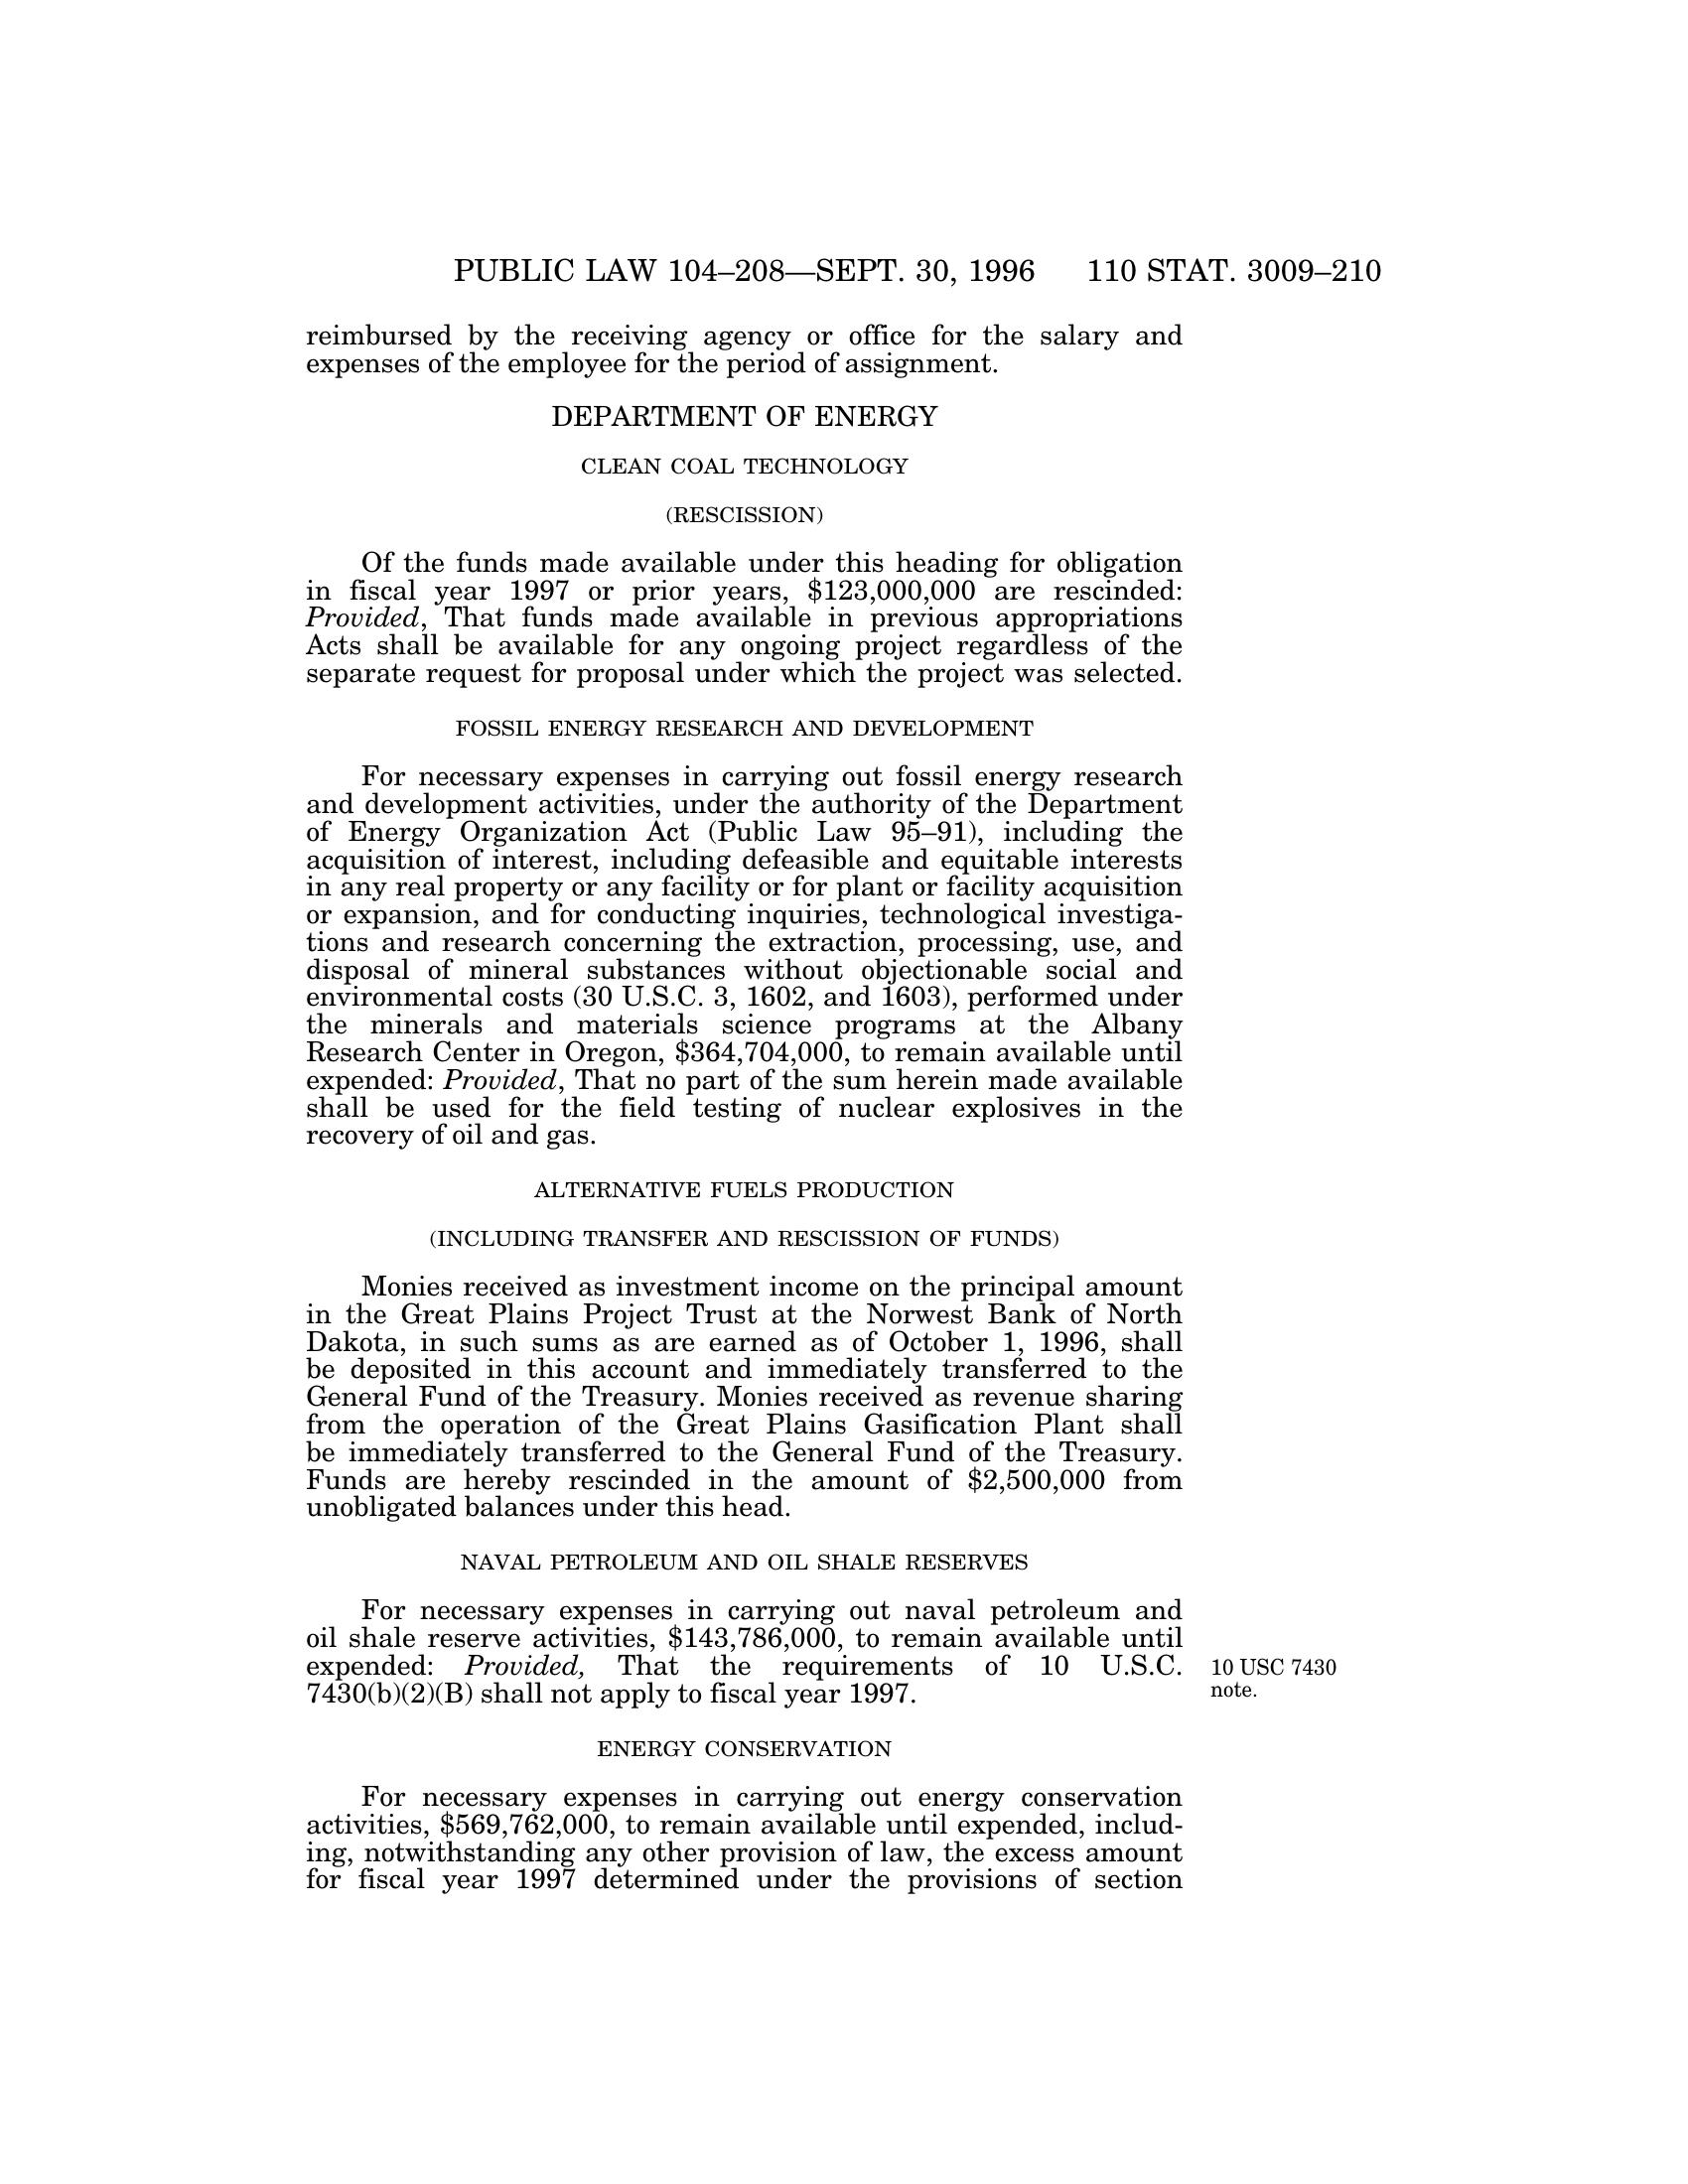 PUBLIC LAW 104–208—SEPT. 30, 1996 110 STAT. 3009–210
reimbursed by the receiving agency or office for the salary and
expenses of the employee for the period of assignment.
DEPARTMENT OF ENERGY
CLEAN COAL TECHNOLOGY
(RESCISSION)
Of the funds made available under this heading for obligation
in fiscal year 1997 or prior years, $123,000,000 are rescinded:
Provided, That funds made available in previous appropriations
Acts shall be available for any ongoing project regardless of the
separate request for proposal under which the project was selected.
FOSSIL ENERGY RESEARCH AND DEVELOPMENT
For necessary expenses in carrying out fossil energy research
and development activities, under the authority of the Department
of Energy Organization Act (Public Law 95–91), including the
acquisition of interest, including defeasible and equitable interests
in any real property or any facility or for plant or facility acquisition
or expansion, and for conducting inquiries, technological investiga-
tions and research concerning the extraction, processing, use, and
disposal of mineral substances without objectionable social and
environmental costs (30 U.S.C. 3, 1602, and 1603), performed under
the minerals and materials science programs at the Albany
Research Center in Oregon, $364,704,000, to remain available until
expended: Provided, That no part of the sum herein made available
shall be used for the field testing of nuclear explosives in the
recovery of oil and gas.
ALTERNATIVE FUELS PRODUCTION
(INCLUDING TRANSFER AND RESCISSION OF FUNDS)
Monies received as investment income on the principal amount
in the Great Plains Project Trust at the Norwest Bank of North
Dakota, in such sums as are earned as of October 1, 1996, shall
be deposited in this account and immediately transferred to the
General Fund of the Treasury. Monies received as revenue sharing
from the operation of the Great Plains Gasification Plant shall
be immediately transferred to the General Fund of the Treasury.
Funds are hereby rescinded in the amount of $2,500,000 from
unobligated balances under this head.
NAVAL PETROLEUM AND OIL SHALE RESERVES
For necessary expenses in carrying out naval petroleum and
oil shale reserve activities, $143,786,000, to remain available until
expended: Provided, That the requirements of 10 U.S.C.
7430(b)(2)(B) shall not apply to fiscal year 1997.
10 USC 7430
note.
ENERGY CONSERVATION
For necessary expenses in carrying out energy conservation
activities, $569,762,000, to remain available until expended, includ-
ing, notwithstanding any other provision of law, the excess amount
for fiscal year 1997 determined under the provisions of section